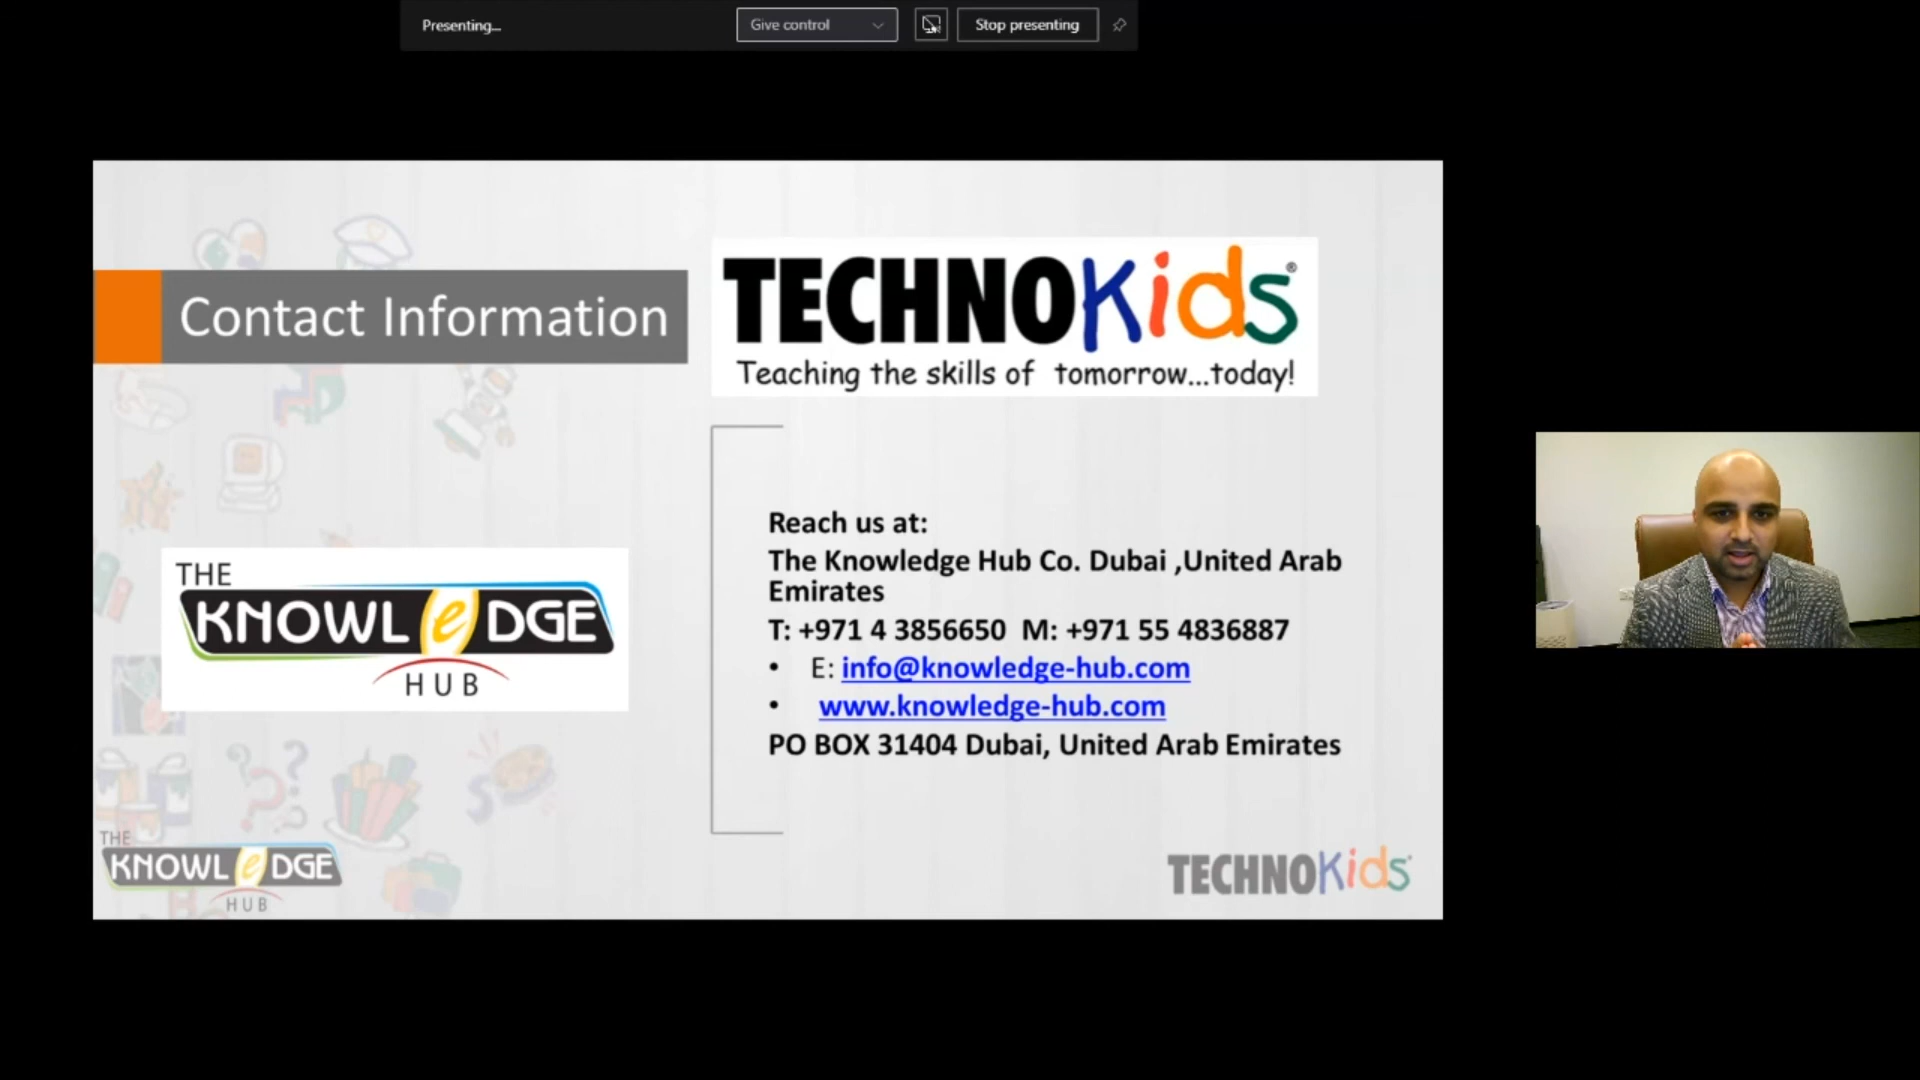 Presenting...
Give control
Stop presenting
Contact Information
TECHNOKids®
Teaching the skills of tomorrow...today!
THE
KNOWLeDGE
HUB
Reach us at:
The Knowledge Hub Co. Dubai ,United Arab
Emirates
T: +971 4 3856650 M: +971 55 4836887
• E: info@knowledge-hub.com
• www.knowledge-hub.com
PO BOX 31404 Dubai, United Arab Emirates
THE
KNOWLeDGE
HUB
TECHNOKids